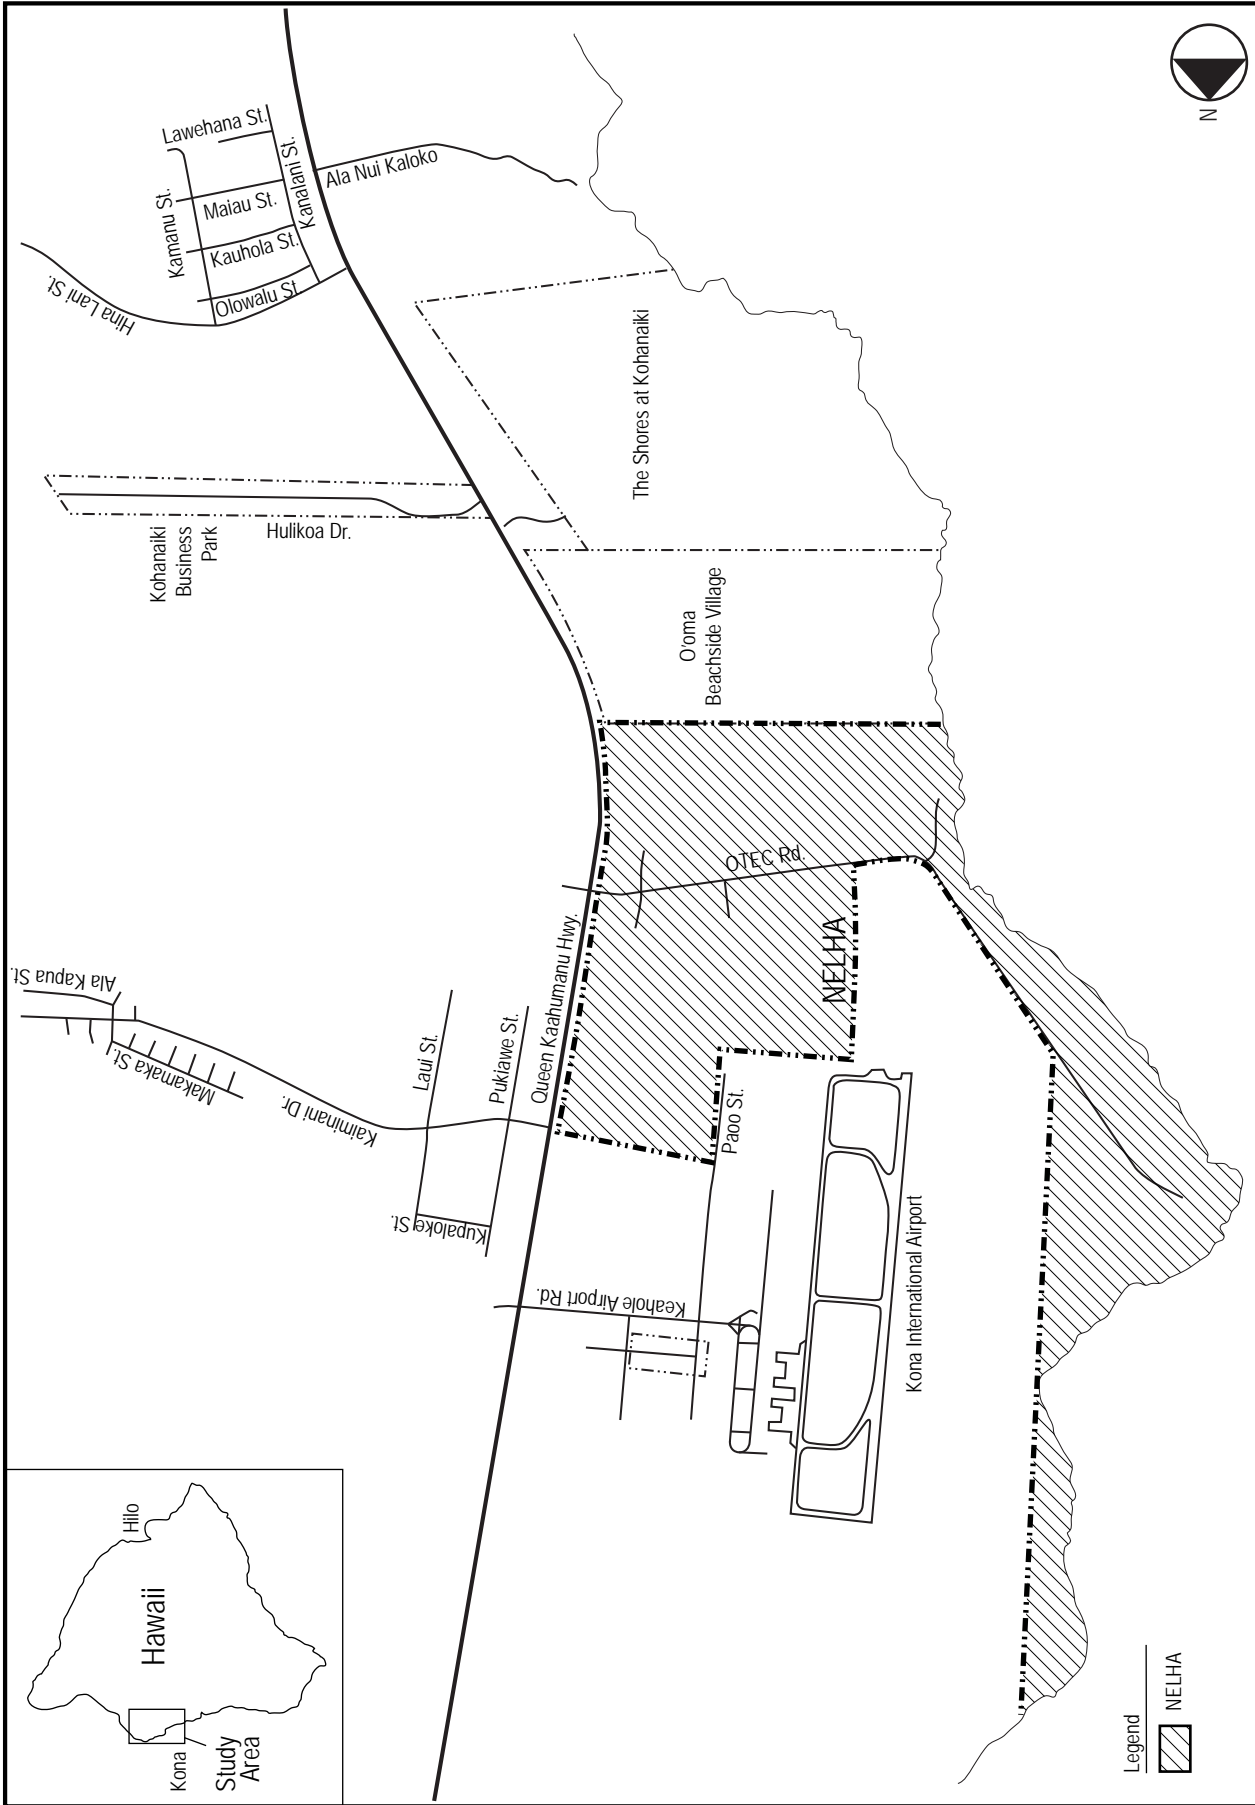 Lawehana St.
Kanalani St.
Ala Nui Kaloko
Kamanu St.
Maiau St.
Kauhola St.
Olowalu St
Hina Lani St.
N
The Shores at Kohanaiki
Kohanaiki
Business
Park
Hulikoa Dr.
O'oma
Beachside Village
OTEC Rd.
NELHA
Queen Kaahumanu Hwy.
Ala Kapua St.
Makamaka St.
Kaiminani Dr.
Laui St.
Pukiawe St.
Kupaloke St.
Paoo St.
Keahole Airport Rd.
Kona International Airport
Hilo
Hawaii
Kona
Study
Area
Legend
NELHA